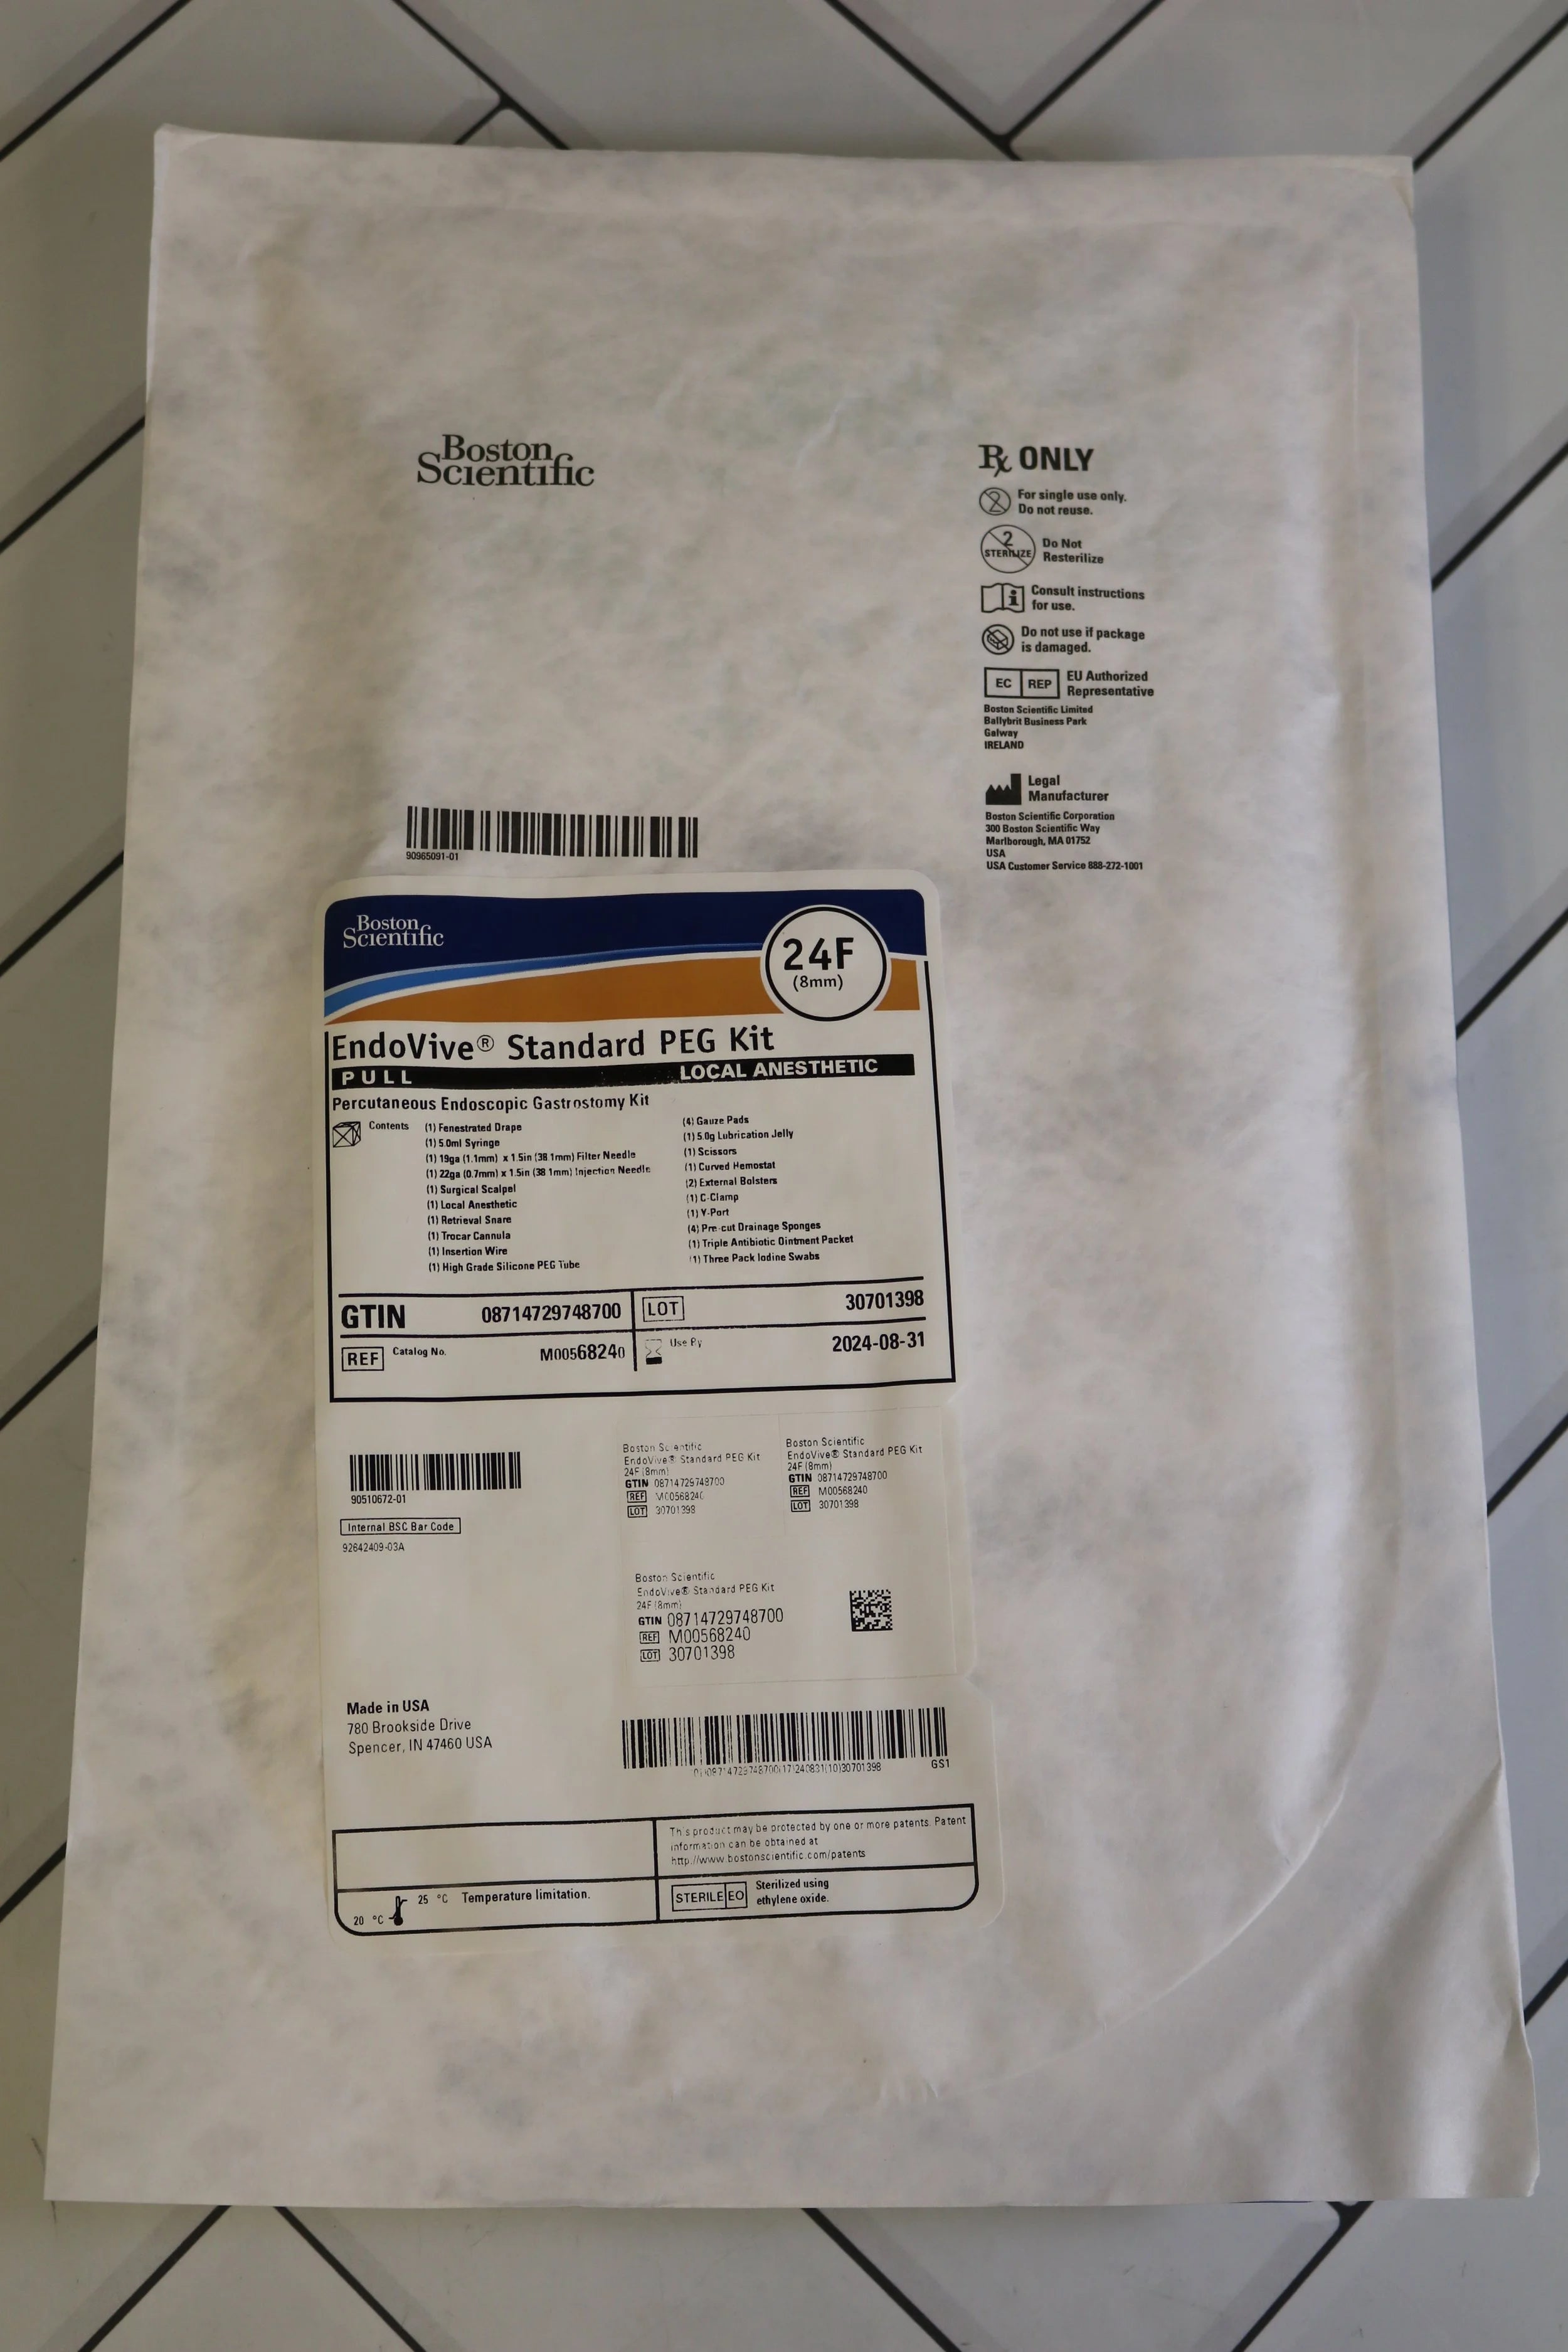 Boston
Scientific
Rx ONLY
2
For single use only.
Do not reuse.
2
STERILIZE
Do Not
Resterilize
Consult instructions
for use.
Do not use if package
is damaged.
EC REP
EU Authorized
Representative
Boston Scientific Limited
Ballybrit Business Park
Galway
IRELAND
Legal
Manufacturer
Boston Scientific Corporation
300 Boston Scientific Way
Marlborough, MA 01752
USA
USA Customer Service 888-272-1001
90965091-01
Boston
Scientific
24F
(8mm)
EndoVive® Standard PEG Kit
PULL LOCAL ANESTHETIC
Percutaneous Endoscopic Gastrostomy Kit
Contents
(1) Fenestrated Drape
(1) 5.0ml Syringe
(1) 19ga (1.1mm) x 1.5in (38.1mm) Filter Needle
(1) 22ga (0.7mm) x 1.5in (38.1mm) Injection Needle
(1) Surgical Scalpel
(1) Local Anesthetic
(1) Retrieval Snare
(1) Trocar Cannula
(1) Insertion Wire
(1) High Grade Silicone PEG Tube
(4) Gauze Pads
(1) 5.0g Lubrication Jelly
(1) Scissors
(1) Curved Hemostat
(2) External Bolsters
(1) C-Clamp
(1) Y-Port
(4) Pre-cut Drainage Sponges
(1) Triple Antibiotic Ointment Packet
(1) Three Pack Iodine Swabs
GTIN 08714729748700
LOT 30701398
REF Catalog No. M00568240
Use By 2024-08-31
90510672-01
Internal BSC Bar Code
92642409-03A
Boston Scientific
EndoVive® Standard PEG Kit
24F (8mm)
GTIN 08714729748700
REF M00568240
LOT 30701398
Boston Scientific
EndoVive® Standard PEG Kit
24F (8mm)
GTIN 08714729748700
REF M00568240
LOT 30701398
Boston Scientific
EndoVive® Standard PEG Kit
24F (8mm)
GTIN 08714729748700
REF M00568240
LOT 30701398
Made in USA
780 Brookside Drive
Spencer, IN 47460 USA
(01)08714729748700(17)240831(10)30701398
GS1
This product may be protected by one or more patents. Patent
information can be obtained at
http://www.bostonscientific.com/patents
20 °C 25 °C Temperature limitation.
STERILE EO
Sterilized using
ethylene oxide.